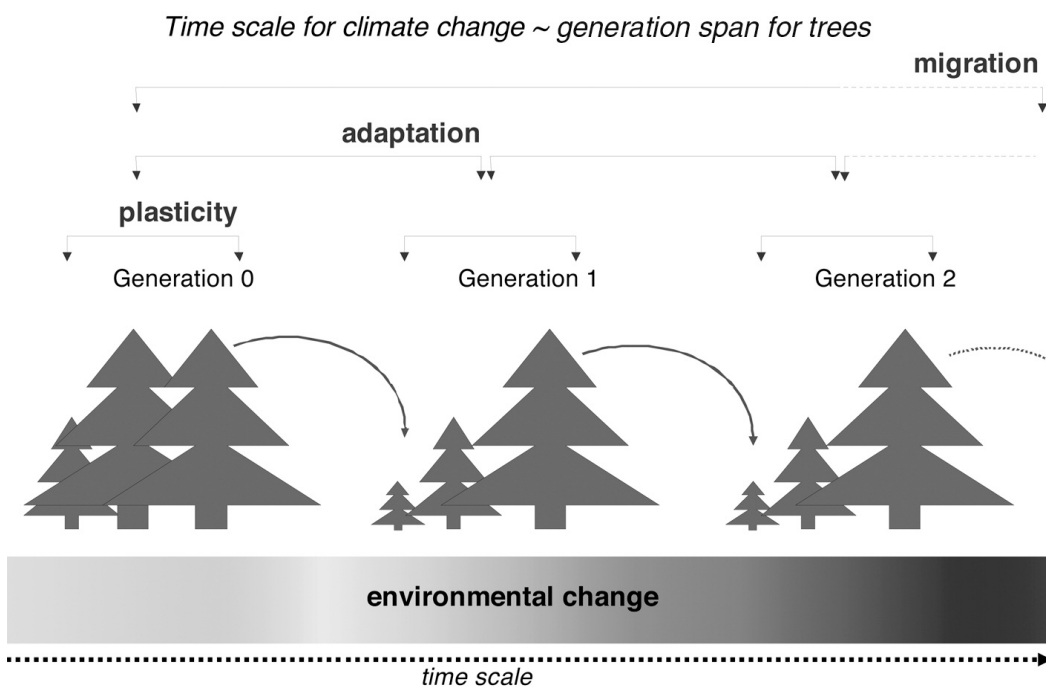 Time scale for climate change ~ generation span for trees
migration
adaptation
plasticity
Generation 0
Generation 1
Generation 2
environmental change
time scale